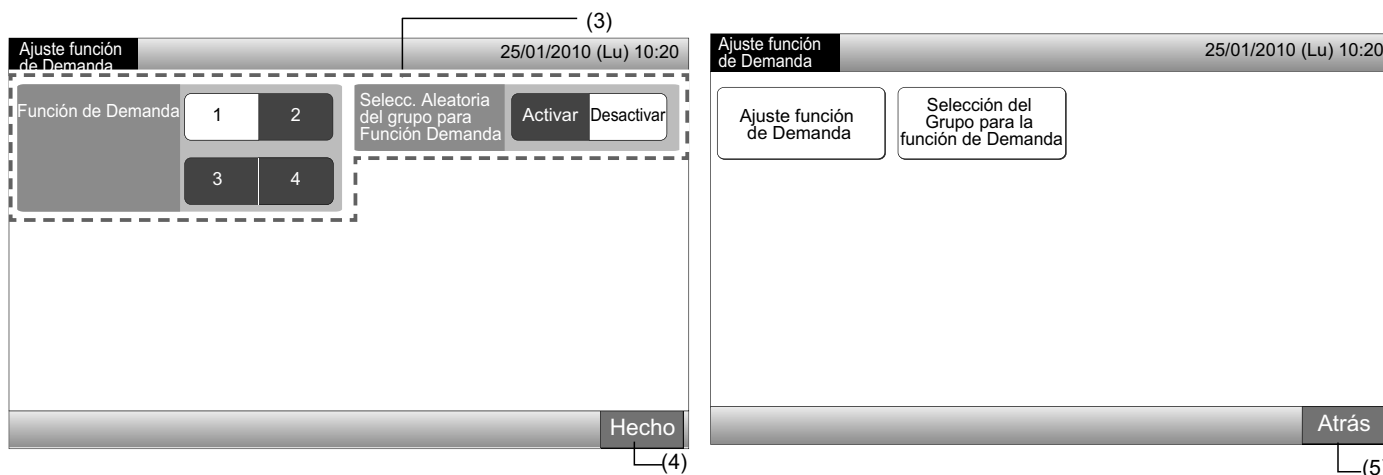 (3)
Ajuste función
de Demanda
25/01/2010 (Lu) 10:20
Función de Demanda
1
2
3
4
Selecc. Aleatoria
del grupo para
Función Demanda
Activar
Desactivar
Hecho
(4)
Ajuste función
de Demanda
25/01/2010 (Lu) 10:20
Ajuste función
de Demanda
Selección del
Grupo para la
función de Demanda
Atrás
(5